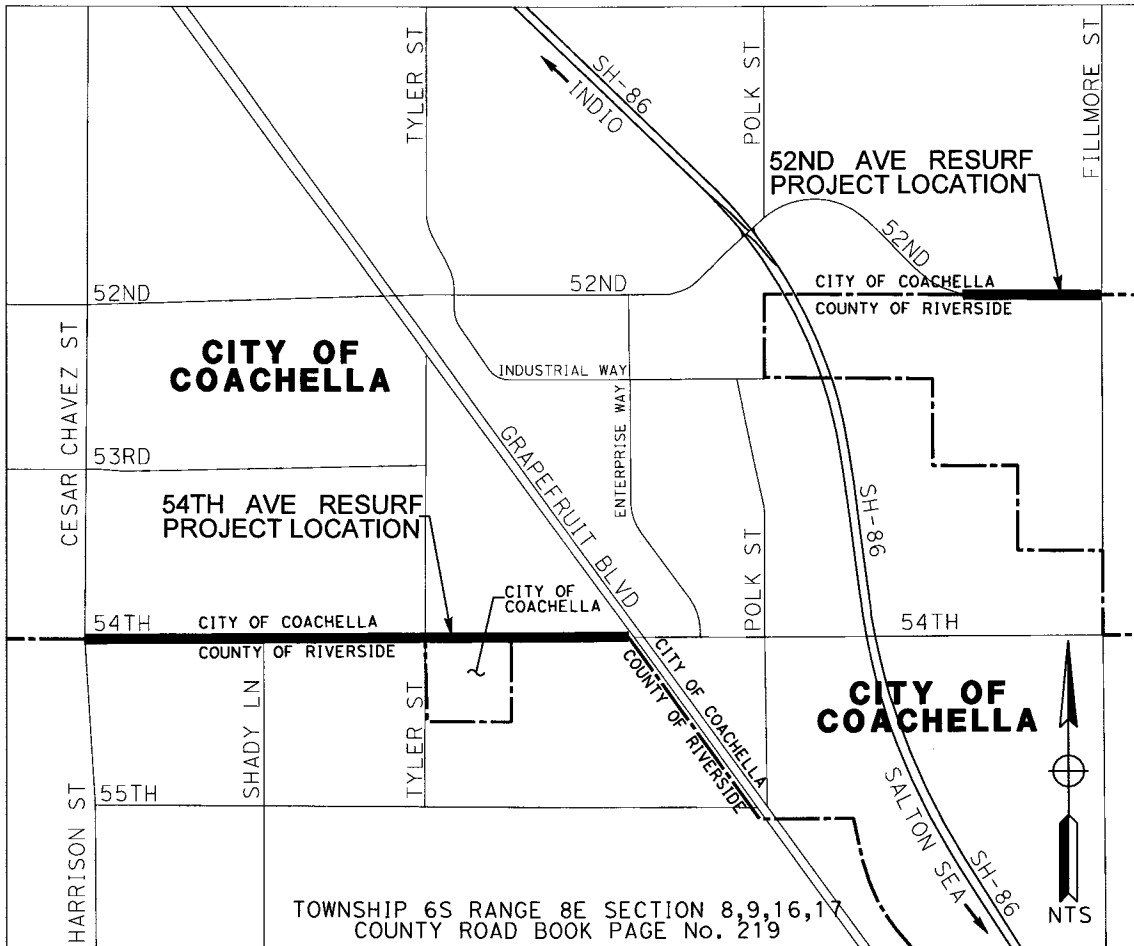 TYLER ST
SH-86
INDIO
POLK ST
FILLMORE ST
52ND AVE RESURF
PROJECT LOCATION
52ND
CITY OF COACHELLA
COUNTY OF RIVERSIDE
52ND
52ND
CESAR CHAVEZ ST
CITY OF
COACHELLA
INDUSTRIAL WAY
ENTERPRISE WAY
GRAPEFRUIT BLVD
53RD
54TH AVE RESURF
PROJECT LOCATION
SH-86
POLK ST
CITY OF
COACHELLA
54TH
CITY OF COACHELLA
COUNTY OF RIVERSIDE
54TH
CITY OF COACHELLA
COUNTY OF RIVERSIDE
SHADY LN
TYLER ST
CITY OF
COACHELLA
55TH
HARRISON ST
SALTON SEA
SH-86
NTS
TOWNSHIP 6S RANGE 8E SECTION 8,9,16,17
COUNTY ROAD BOOK PAGE No. 219